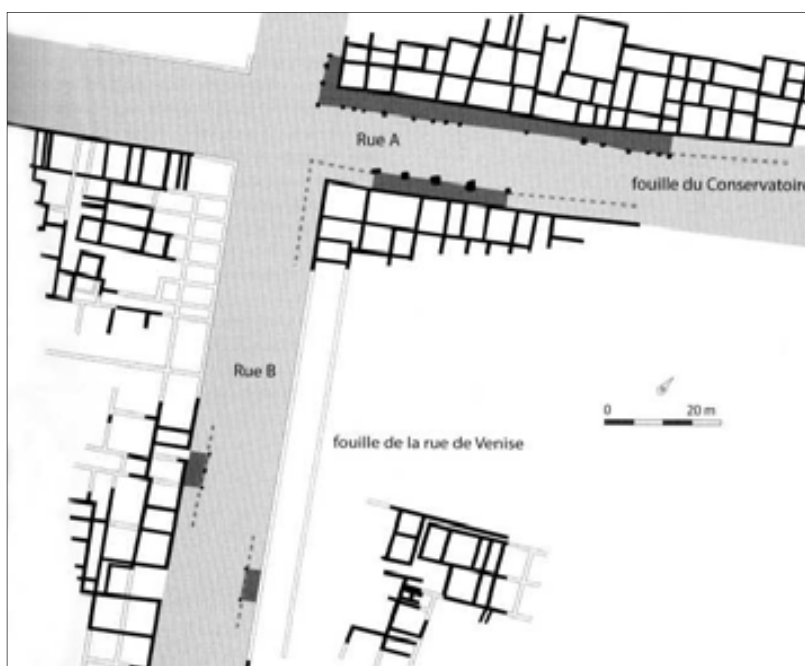 Rue A
fouille du Conservatoire
Rue B
0 20 m
fouille de la rue de Venise